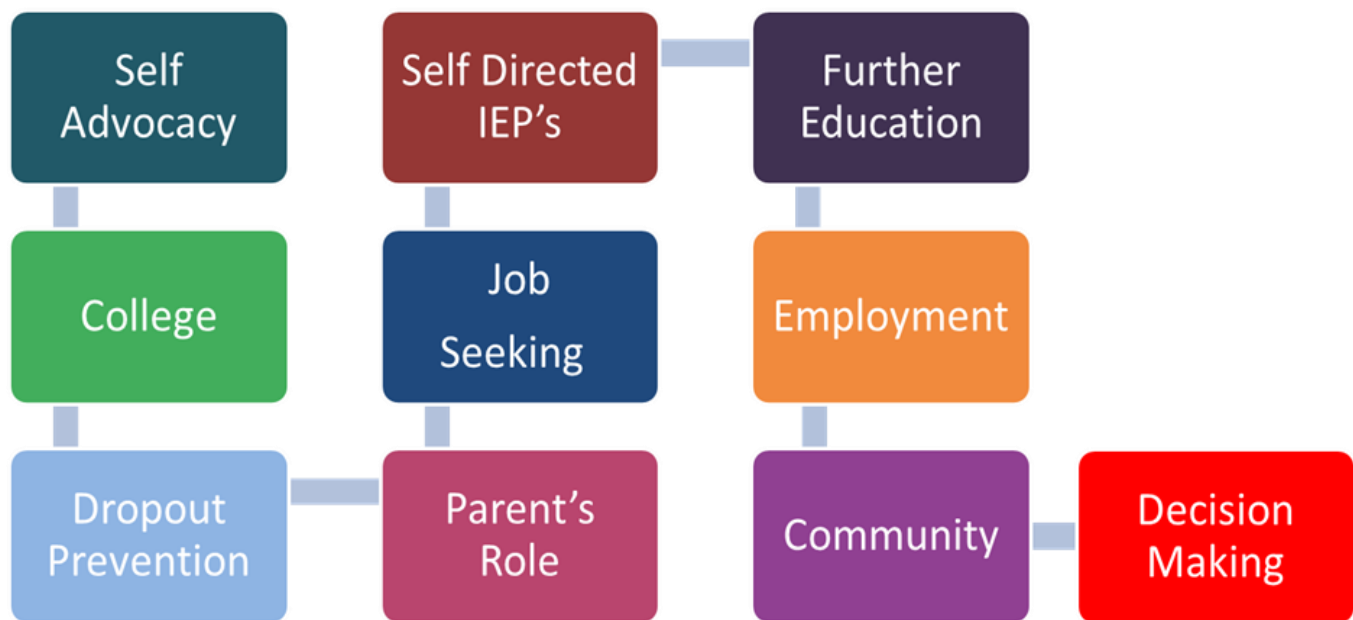 Self
Advocacy
College
Dropout
Prevention
Parent’s
Role
Job
Seeking
Self Directed
IEP’s
Further
Education
Employment
Community
Decision
Making